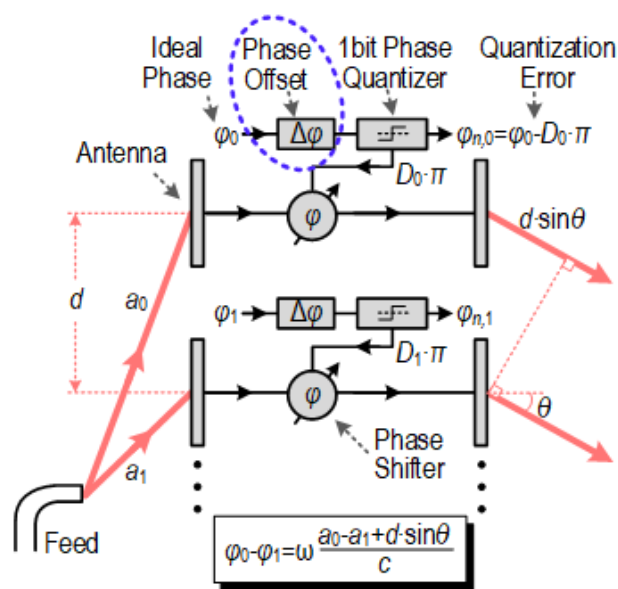 Ideal Phase
Phase Offset
1bit Phase Quantizer
Quantization Error
φ₀
Δφ
φₙ,₀=φ₀-D₀·π
Antenna
D₀·π
φ
d·sinθ
d
a₀
φ₁
Δφ
φₙ,₁
D₁·π
φ
θ
a₁
Phase Shifter
Feed
φ₀-φ₁=ω (a₀-a₁+d·sinθ)/c